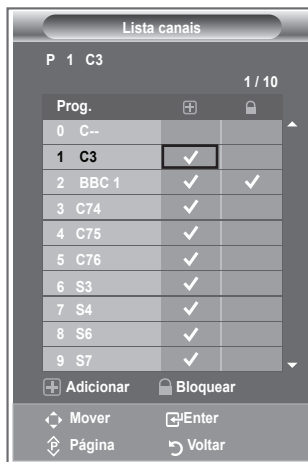 Lista canais
P 1 C3
1 / 10
Prog.
0 C--
1 C3
2 BBC 1
3 C74
4 C75
5 C76
6 S3
7 S4
8 S6
9 S7
Adicionar Bloquear
Mover Enter
P Página Voltar